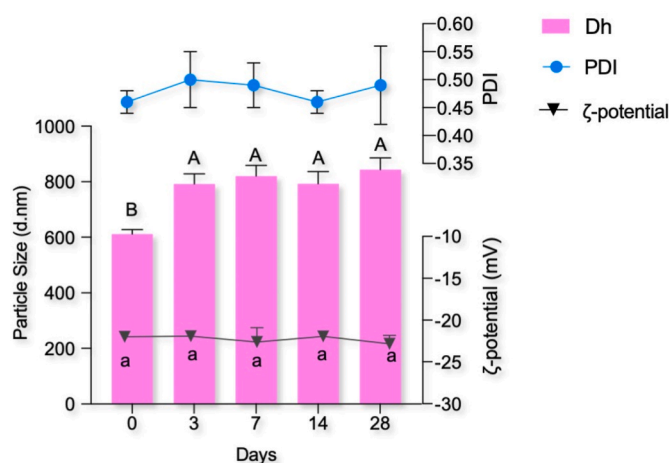 0.60
0.55
0.50
0.45
0.40
0.35
PDI
Dh
PDI
ζ-potential
1000
800
600
400
200
0
Particle Size (d.nm)
B
A
A
A
A
a
a
a
a
a
-10
-15
-20
-25
-30
ζ-potential (mV)
0 3 7 14 28
Days